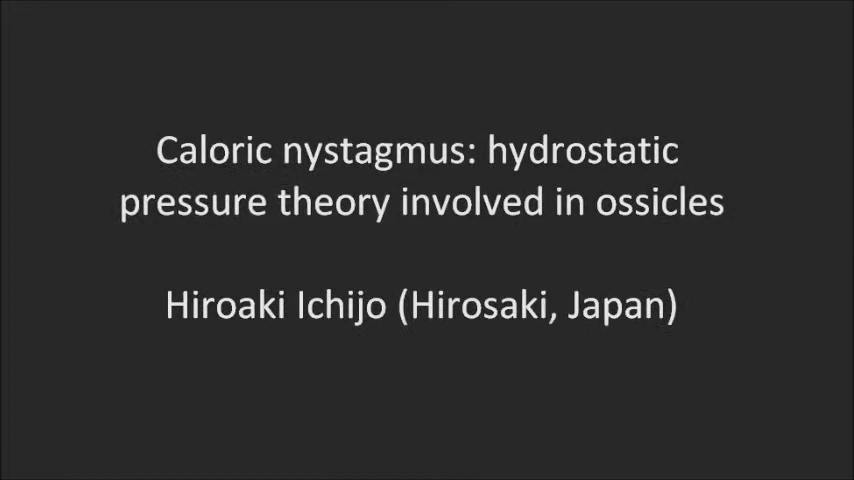 Caloric nystagmus: hydrostatic
pressure theory involved in ossicles
Hiroaki Ichijo (Hirosaki, Japan)